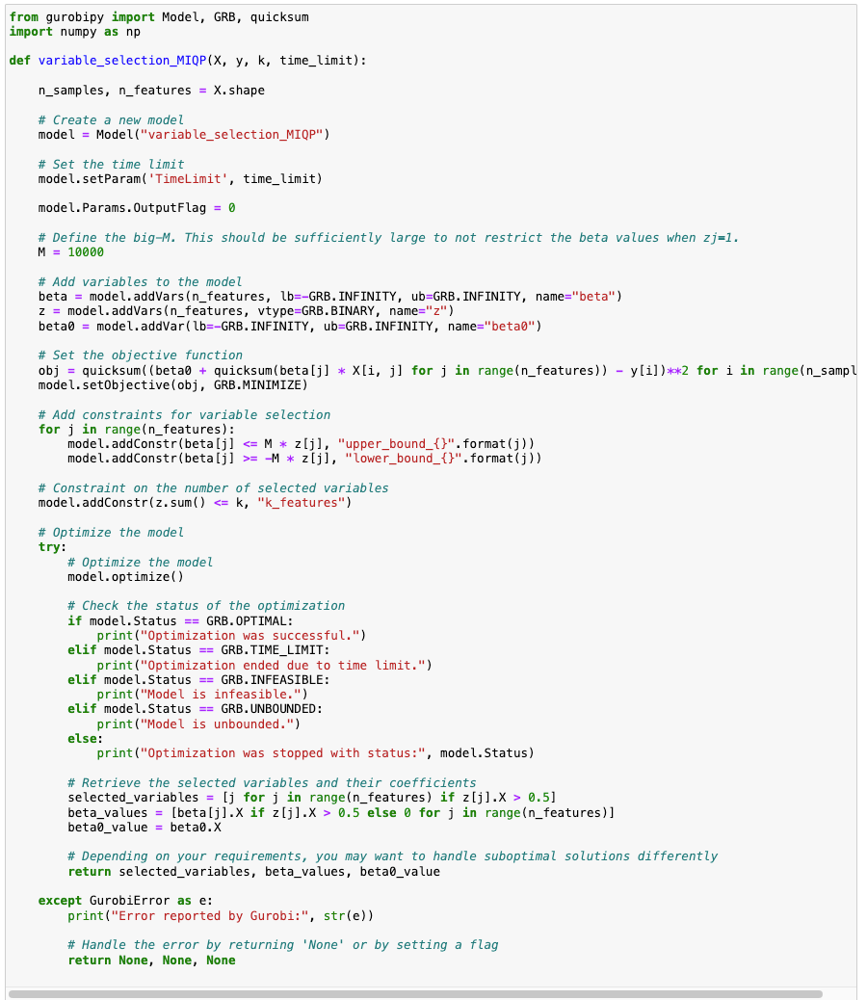 from gurobipy import Model, GRB, quicksum
import numpy as np

def variable_selection_MIQP(X, y, k, time_limit):

    n_samples, n_features = X.shape

    # Create a new model
    model = Model("variable_selection_MIQP")

    # Set the time limit
    model.setParam('TimeLimit', time_limit)

    model.Params.OutputFlag = 0

    # Define the big-M. This should be sufficiently large to not restrict the beta values when zj=1.
    M = 10000

    # Add variables to the model
    beta = model.addVars(n_features, lb=-GRB.INFINITY, ub=GRB.INFINITY, name="beta")
    z = model.addVars(n_features, vtype=GRB.BINARY, name="z")
    beta0 = model.addVar(lb=-GRB.INFINITY, ub=GRB.INFINITY, name="beta0")

    # Set the objective function
    obj = quicksum((beta0 + quicksum(beta[j] * X[i, j] for j in range(n_features)) - y[i])**2 for i in range(n_sampl
    model.setObjective(obj, GRB.MINIMIZE)

    # Add constraints for variable selection
    for j in range(n_features):
        model.addConstr(beta[j] <= M * z[j], "upper_bound_{}".format(j))
        model.addConstr(beta[j] >= -M * z[j], "lower_bound_{}".format(j))

    # Constraint on the number of selected variables
    model.addConstr(z.sum() <= k, "k_features")

    # Optimize the model
    try:
        # Optimize the model
        model.optimize()

        # Check the status of the optimization
        if model.Status == GRB.OPTIMAL:
            print("Optimization was successful.")
        elif model.Status == GRB.TIME_LIMIT:
            print("Optimization ended due to time limit.")
        elif model.Status == GRB.INFEASIBLE:
            print("Model is infeasible.")
        elif model.Status == GRB.UNBOUNDED:
            print("Model is unbounded.")
        else:
            print("Optimization was stopped with status:", model.Status)

        # Retrieve the selected variables and their coefficients
        selected_variables = [j for j in range(n_features) if z[j].X > 0.5]
        beta_values = [beta[j].X if z[j].X > 0.5 else 0 for j in range(n_features)]
        beta0_value = beta0.X

        # Depending on your requirements, you may want to handle suboptimal solutions differently
        return selected_variables, beta_values, beta0_value

    except GurobiError as e:
        print("Error reported by Gurobi:", str(e))

        # Handle the error by returning 'None' or by setting a flag
        return None, None, None